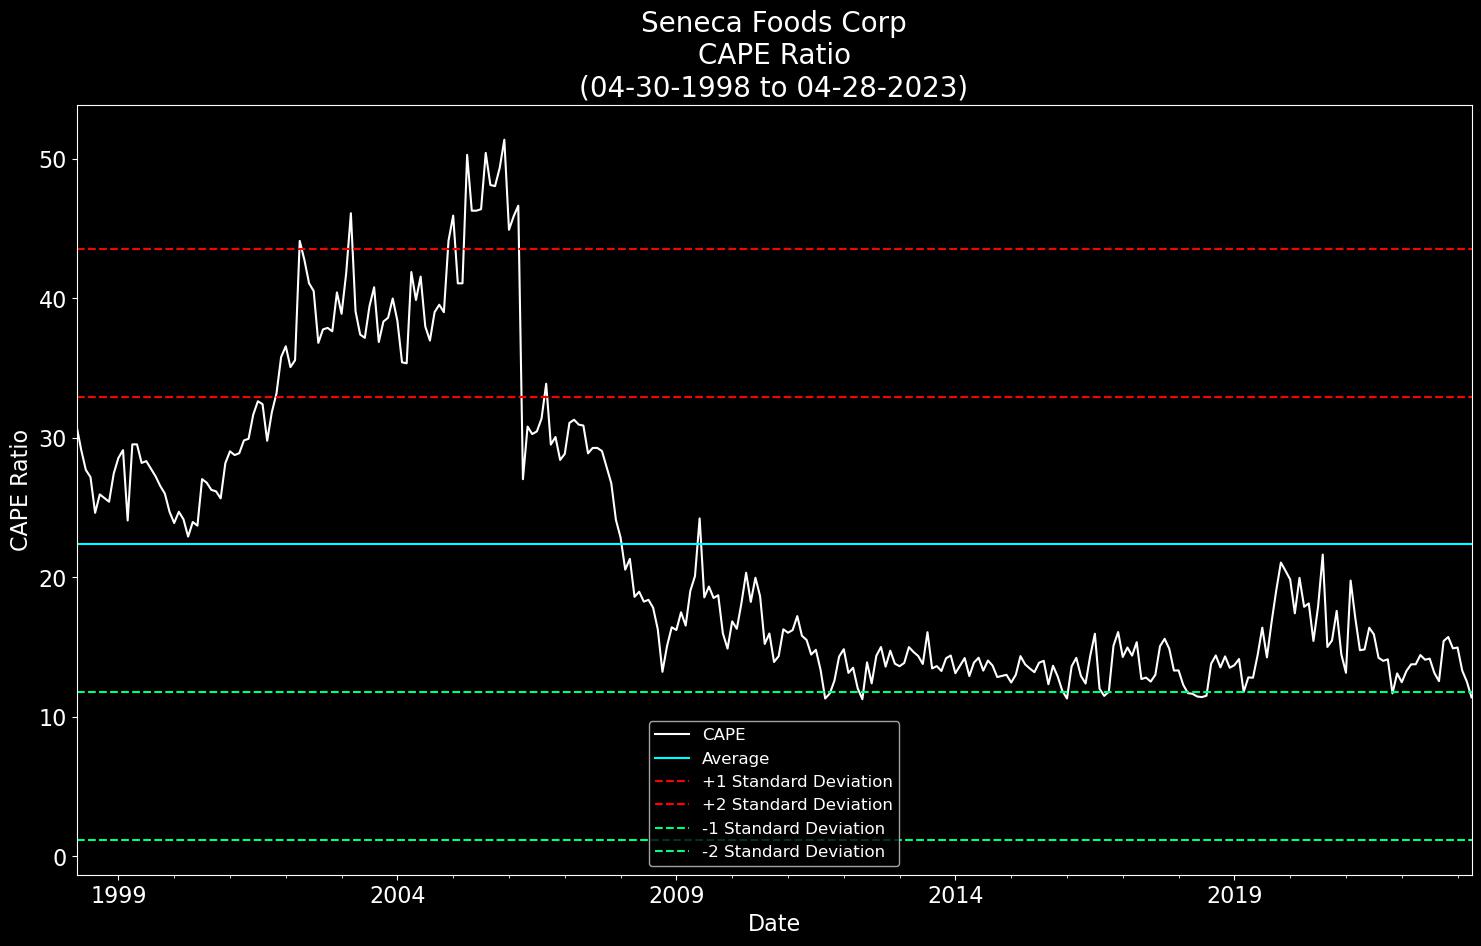 Seneca Foods Corp
CAPE Ratio
(04-30-1998 to 04-28-2023)
CAPE Ratio
50
40
30
20
10
0
CAPE
Average
+1 Standard Deviation
+2 Standard Deviation
-1 Standard Deviation
-2 Standard Deviation
1999 2004 2009 2014 2019
Date